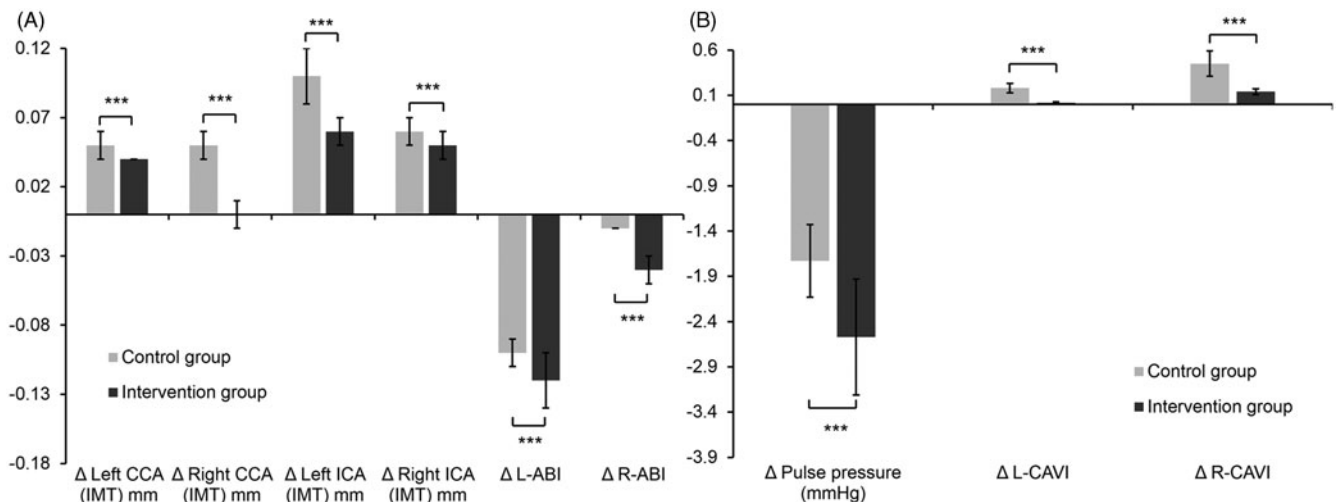 (A)
***
***
***
***
0.12
0.07
0.02
-0.03
-0.08
-0.13
-0.18
***
***
Control group
Intervention group
Δ Left CCA
(IMT) mm
Δ Right CCA
(IMT) mm
Δ Left ICA
(IMT) mm
Δ Right ICA
(IMT) mm
Δ L-ABI
Δ R-ABI
(B)
***
***
0.6
0.1
-0.4
-0.9
-1.4
-1.9
-2.4
-2.9
-3.4
-3.9
***
Control group
Intervention group
Δ Pulse pressure
(mmHg)
Δ L-CAVI
Δ R-CAVI